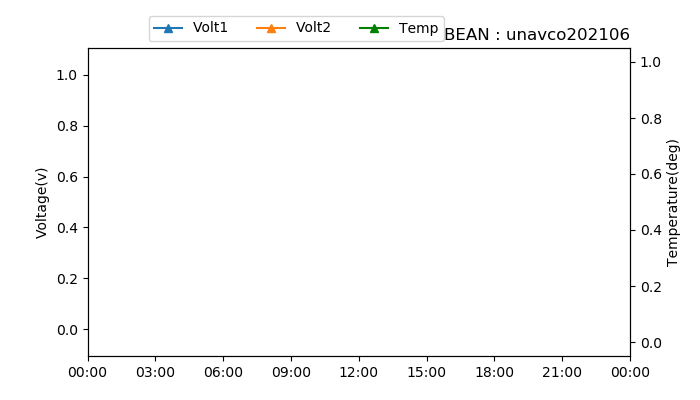 Volt1 Volt2 Temp
BEAN : unavco202106
1.0
0.8
0.6
0.4
0.2
0.0
Voltage(v)
1.0
0.8
0.6
0.4
0.2
0.0
Temperature(deg)
00:00 03:00 06:00 09:00 12:00 15:00 18:00 21:00 00:00